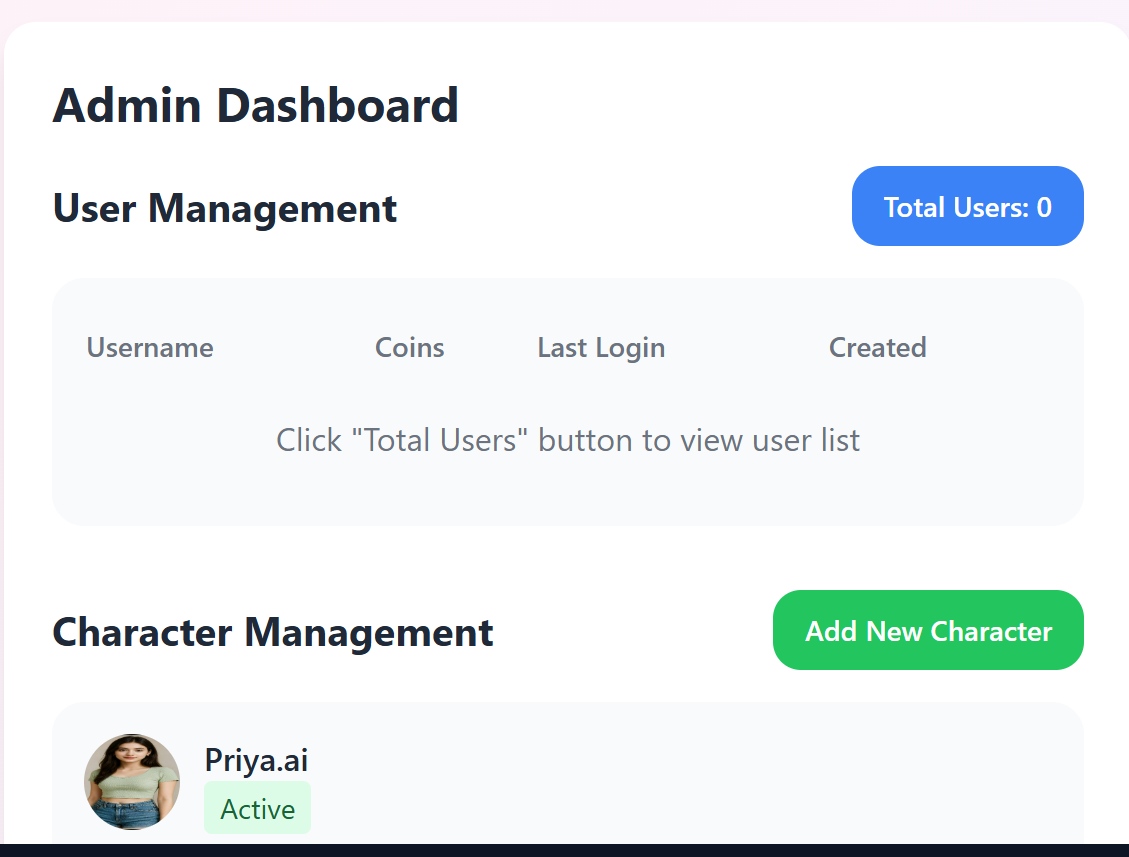 Admin Dashboard
User Management
Total Users: 0
Username Coins Last Login Created
Click "Total Users" button to view user list
Character Management
Add New Character
Priya.ai
Active